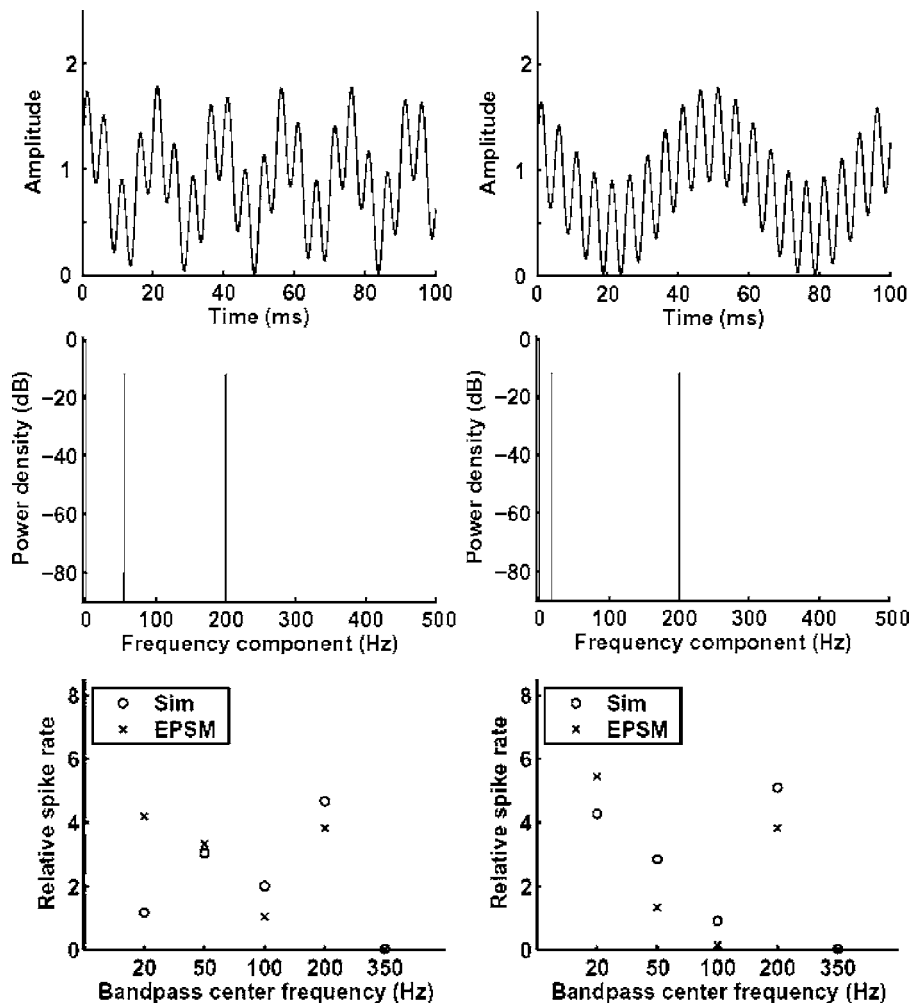 2
1
0
Amplitude
0 20 40 60 80 100
Time (ms)
2
1
0
Amplitude
0 20 40 60 80 100
Time (ms)
0
−20
−40
−60
−80
Power density (dB)
0 100 200 300 400 500
Frequency component (Hz)
0
−20
−40
−60
−80
Power density (dB)
0 100 200 300 400 500
Frequency component (Hz)
8
6
4
2
0
Relative spike rate
Sim
EPSM
20 50 100 200 350
Bandpass center frequency (Hz)
8
6
4
2
0
Relative spike rate
Sim
EPSM
20 50 100 200 350
Bandpass center frequency (Hz)